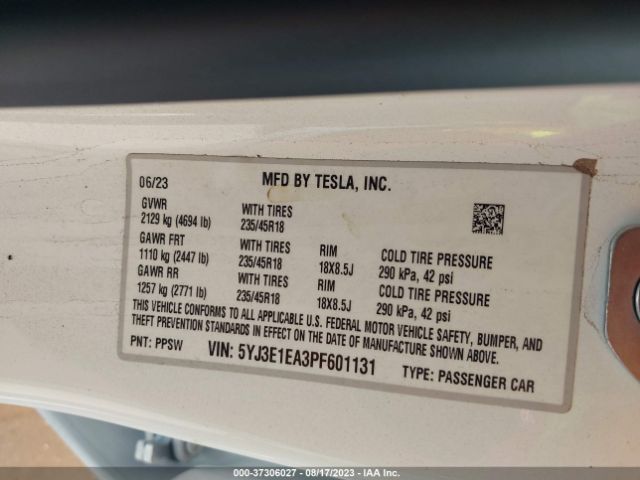 06/23 MFD BY TESLA, INC.
GVWR WITH TIRES
2129 kg (4694 lb) 235/45R18
GAWR FRT WITH TIRES RIM COLD TIRE PRESSURE
1110 kg (2447 lb) 235/45R18 18X8.5J 290 kPa, 42 psi
GAWR RR WITH TIRES RIM COLD TIRE PRESSURE
1257 kg (2771 lb) 235/45R18 18X8.5J 290 kPa, 42 psi
THIS VEHICLE CONFORMS TO ALL APPLICABLE U.S. FEDERAL MOTOR VEHICLE SAFETY, BUMPER, AND
THEFT PREVENTION STANDARDS IN EFFECT ON THE DATE OF MANUFACTURE SHOWN ABOVE.
PNT: PPSW VIN: 5YJ3E1EA3PF601131 TYPE: PASSENGER CAR
000-37306027 - 08/17/2023 - IAA, Inc.